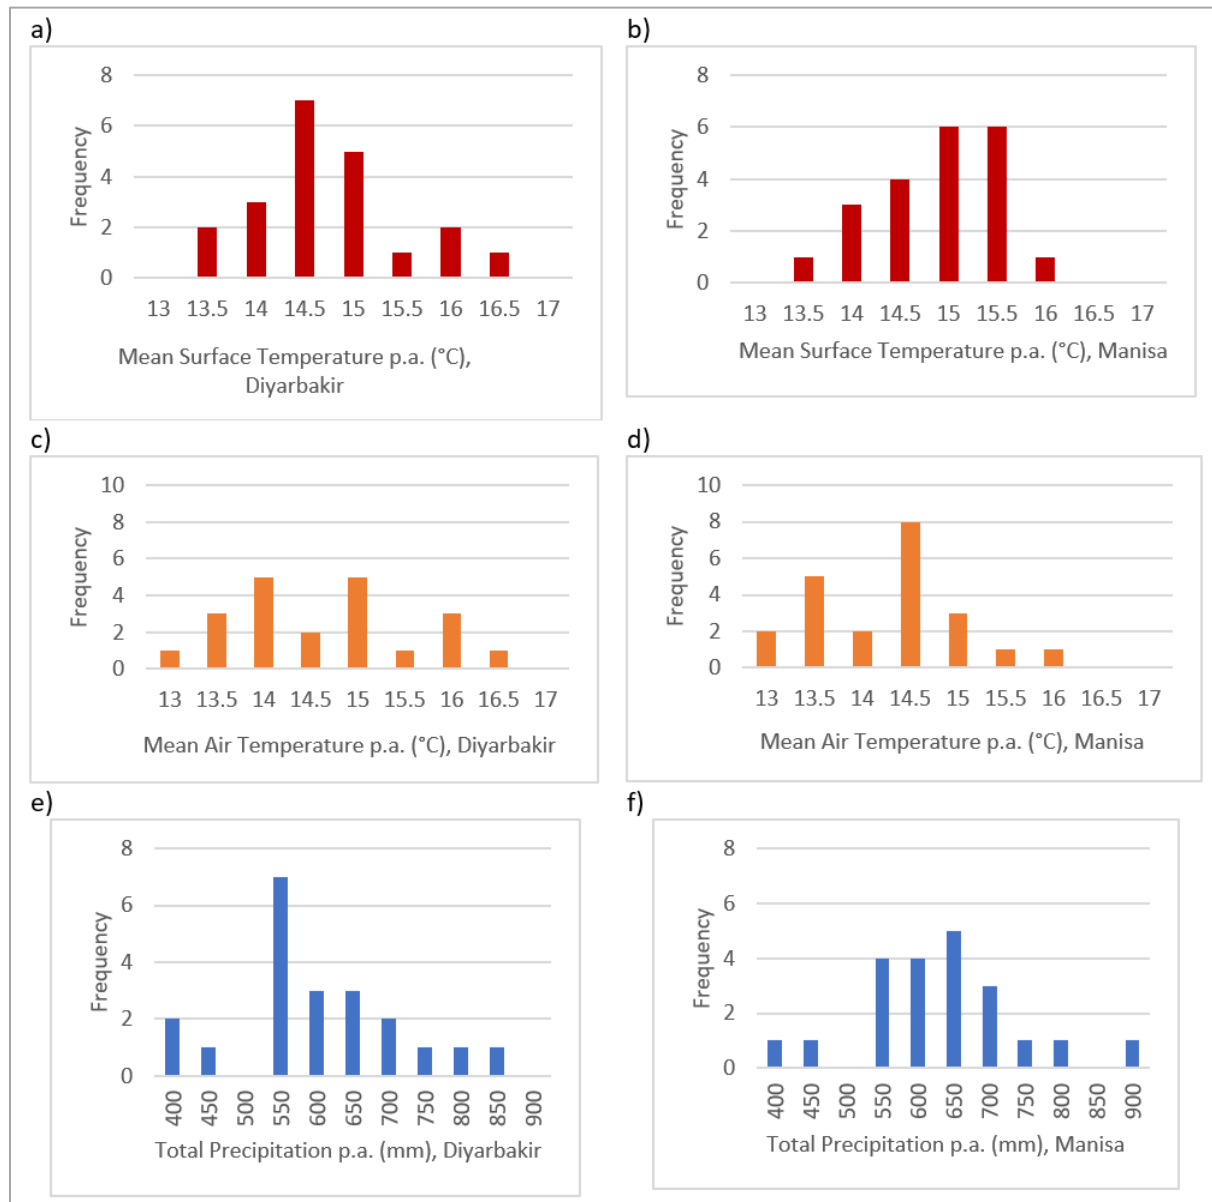 a)
8
6
4
2
0
Frequency
13 13.5 14 14.5 15 15.5 16 16.5 17
Mean Surface Temperature p.a. (°C),
Diyarbakir
b)
8
6
4
2
0
Frequency
13 13.5 14 14.5 15 15.5 16 16.5 17
Mean Surface Temperature p.a. (°C), Manisa
c)
10
8
6
4
2
0
Frequency
13 13.5 14 14.5 15 15.5 16 16.5 17
Mean Air Temperature p.a. (°C), Diyarbakir
d)
10
8
6
4
2
0
Frequency
13 13.5 14 14.5 15 15.5 16 16.5 17
Mean Air Temperature p.a. (°C), Manisa
e)
8
6
4
2
0
Frequency
400 450 500 550 600 650 700 750 800 850 900
Total Precipitation p.a. (mm), Diyarbakir
f)
8
6
4
2
0
Frequency
400 450 500 550 600 650 700 750 800 850 900
Total Precipitation p.a. (mm), Manisa